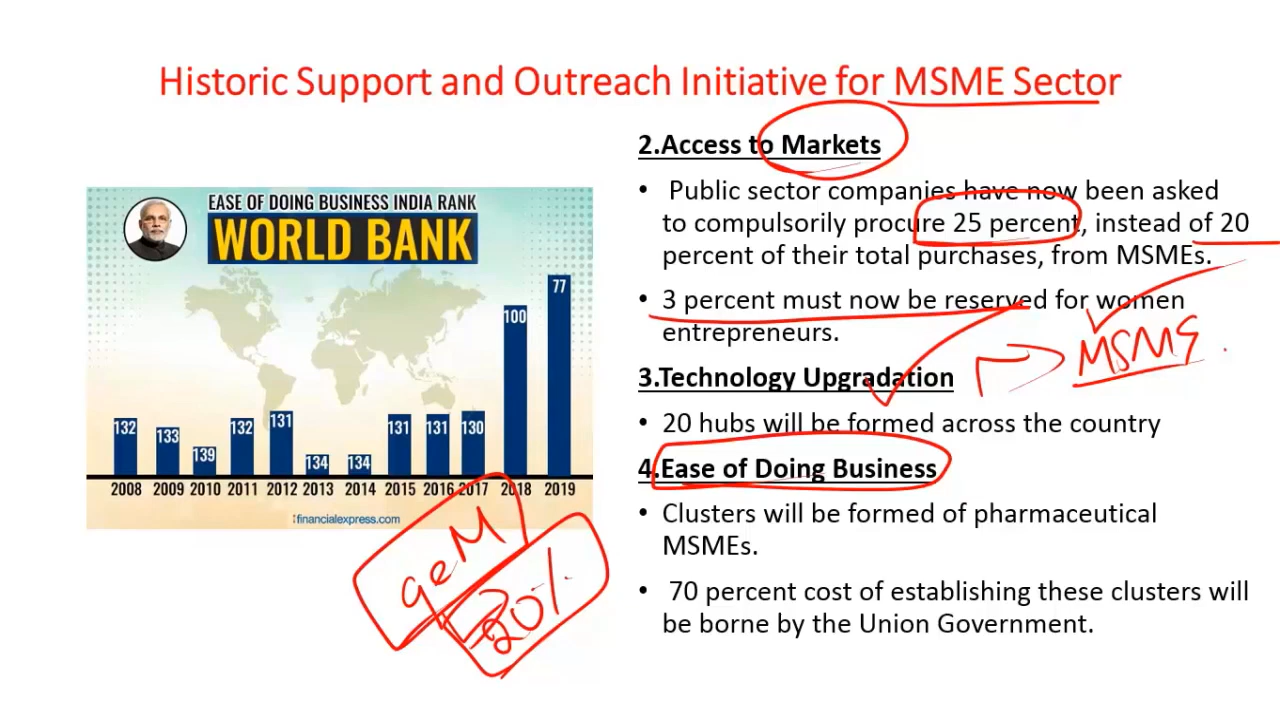 Historic Support and Outreach Initiative for MSME Sector
EASE OF DOING BUSINESS INDIA RANK
WORLD BANK
132
133
139
132
131
134
134
131
131
130
100
77
2008 2009 2010 2011 2012 2013 2014 2015 2016 2017 2018 2019
financialexpress.com
geM
20%
2.Access to Markets
• Public sector companies have now been asked
to compulsorily procure 25 percent, instead of 20
percent of their total purchases, from MSMEs.
• 3 percent must now be reserved for women
entrepreneurs.
MSMS
3.Technology Upgradation
• 20 hubs will be formed across the country
4.Ease of Doing Business
• Clusters will be formed of pharmaceutical
MSMEs.
• 70 percent cost of establishing these clusters will
be borne by the Union Government.